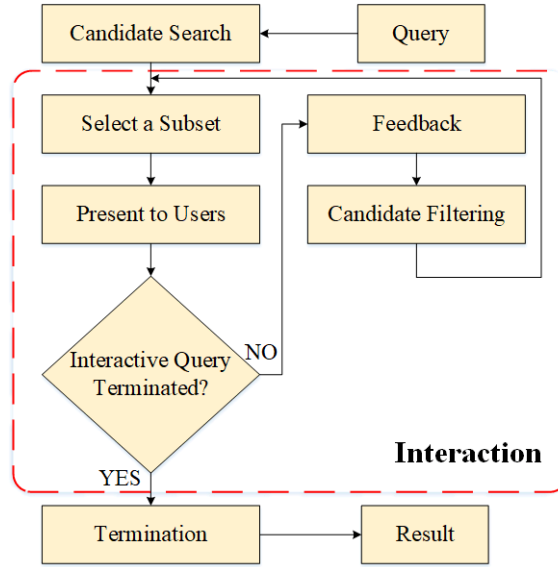 Candidate Search
Query
Select a Subset
Feedback
Present to Users
Candidate Filtering
Interactive Query
Terminated?
NO
Interaction
YES
Termination
Result